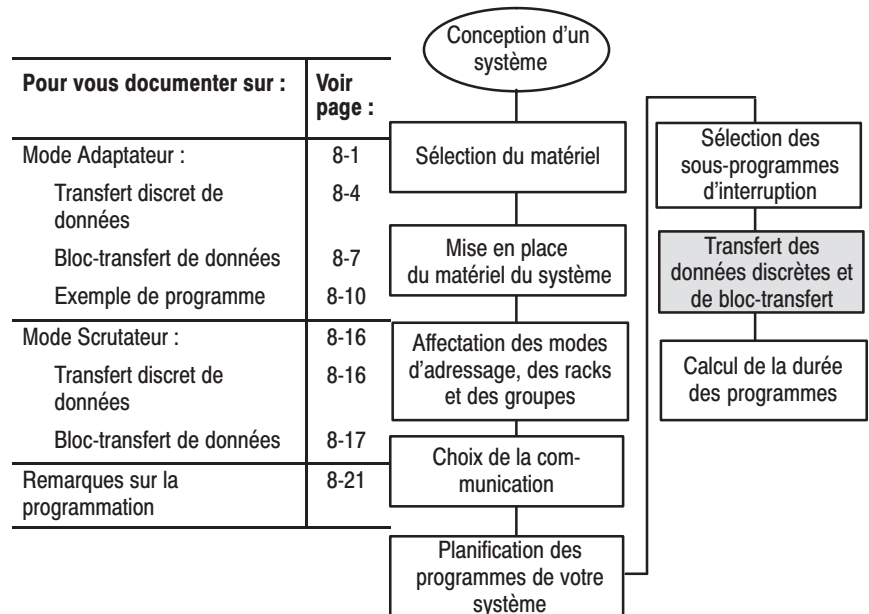 Pour vous documenter sur :
Voir
page :
Mode Adaptateur :
8-1
Transfert discret de
données
8-4
Bloc-transfert de données
8-7
Exemple de programme
8-10
Mode Scrutateur :
8-16
Transfert discret de
données
8-16
Bloc-transfert de données
8-17
Remarques sur la
programmation
8-21
Conception d'un
système
Sélection du matériel
Mise en place
du matériel du système
Affectation des modes
d'adressage, des racks
et des groupes
Choix de la com-
munication
Planification des
programmes de votre
système
Sélection des
sous-programmes
d'interruption
Transfert des
données discrètes et
de bloc-transfert
Calcul de la durée
des programmes